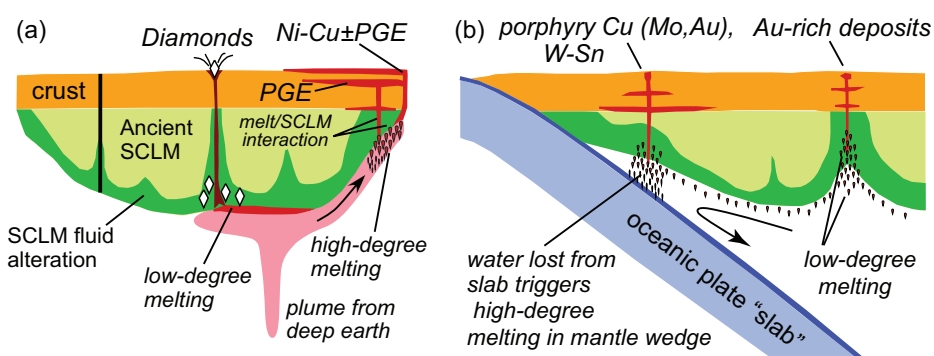 (a)
Diamonds
Ni-Cu±PGE
crust
PGE
Ancient
SCLM
melt/SCLM
interaction
SCLM fluid
alteration
low-degree
melting
high-degree
melting
plume from
deep earth
(b)
porphyry Cu (Mo,Au),
W-Sn
Au-rich deposits
water lost from
slab triggers
high-degree
melting in mantle wedge
oceanic plate “slab”
low-degree
melting